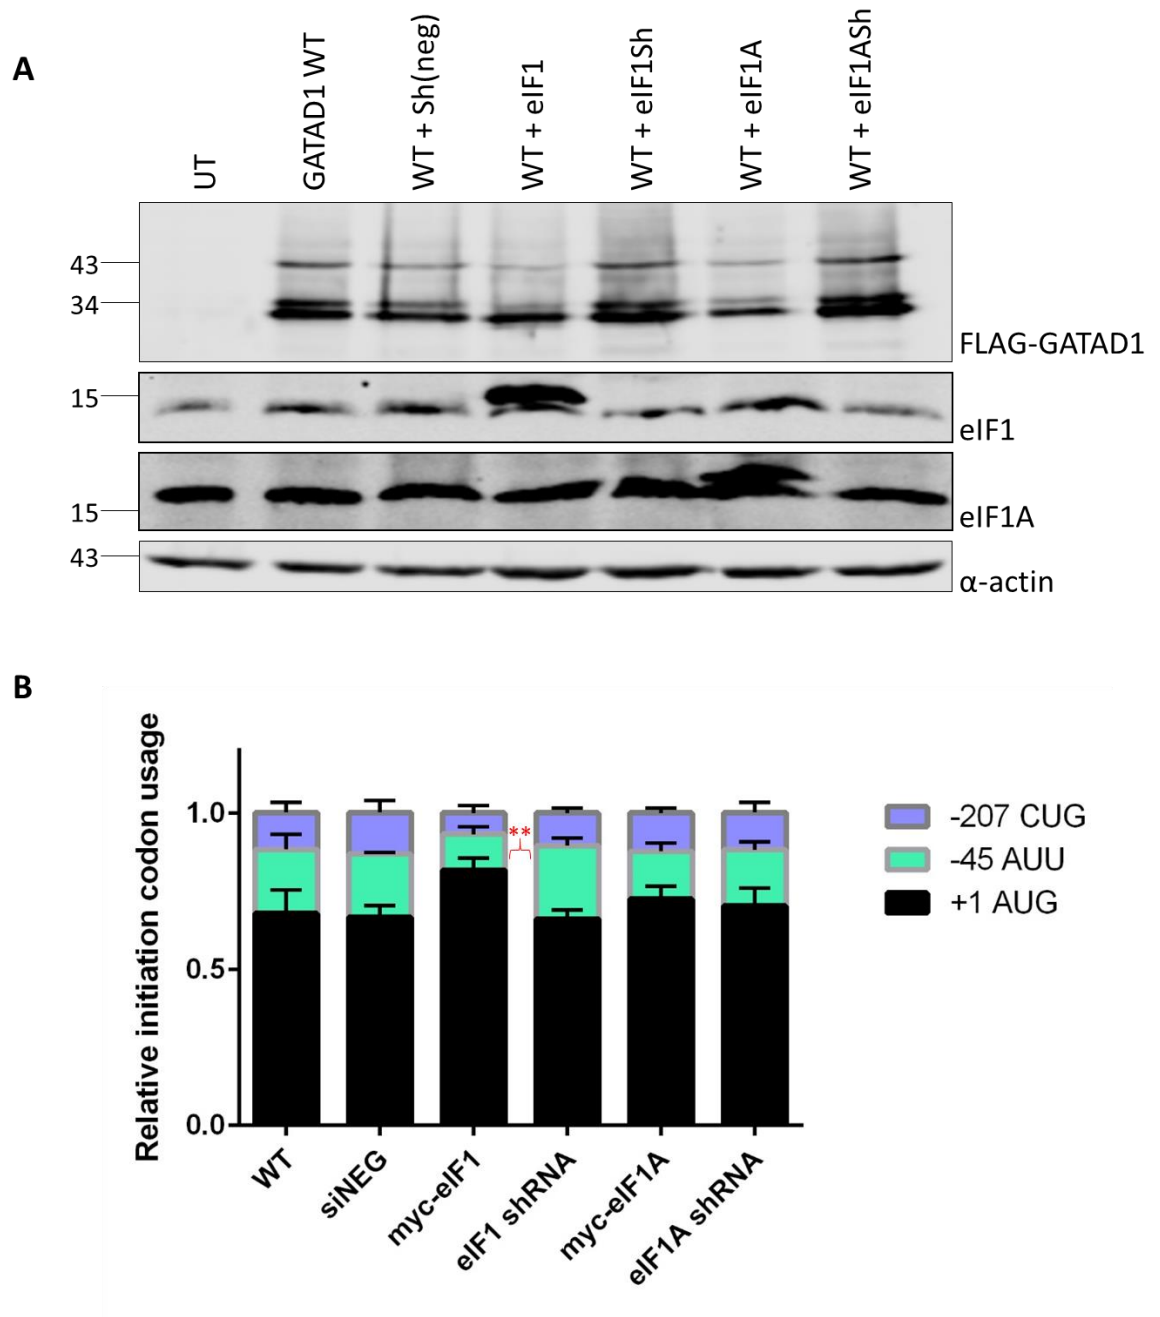 A
UT
GATAD1 WT
WT + Sh(neg)
WT + eIF1
WT + eIF1Sh
WT + eIF1A
WT + eIF1ASh
43
34
FLAG-GATAD1
15
eIF1
15
eIF1A
43
α-actin
B
Relative initiation codon usage
1.0
0.5
0.0
**
-207 CUG
-45 AUU
+1 AUG
WT
siNEG
myc-eIF1
eIF1 shRNA
myc-eIF1A
eIF1A shRNA